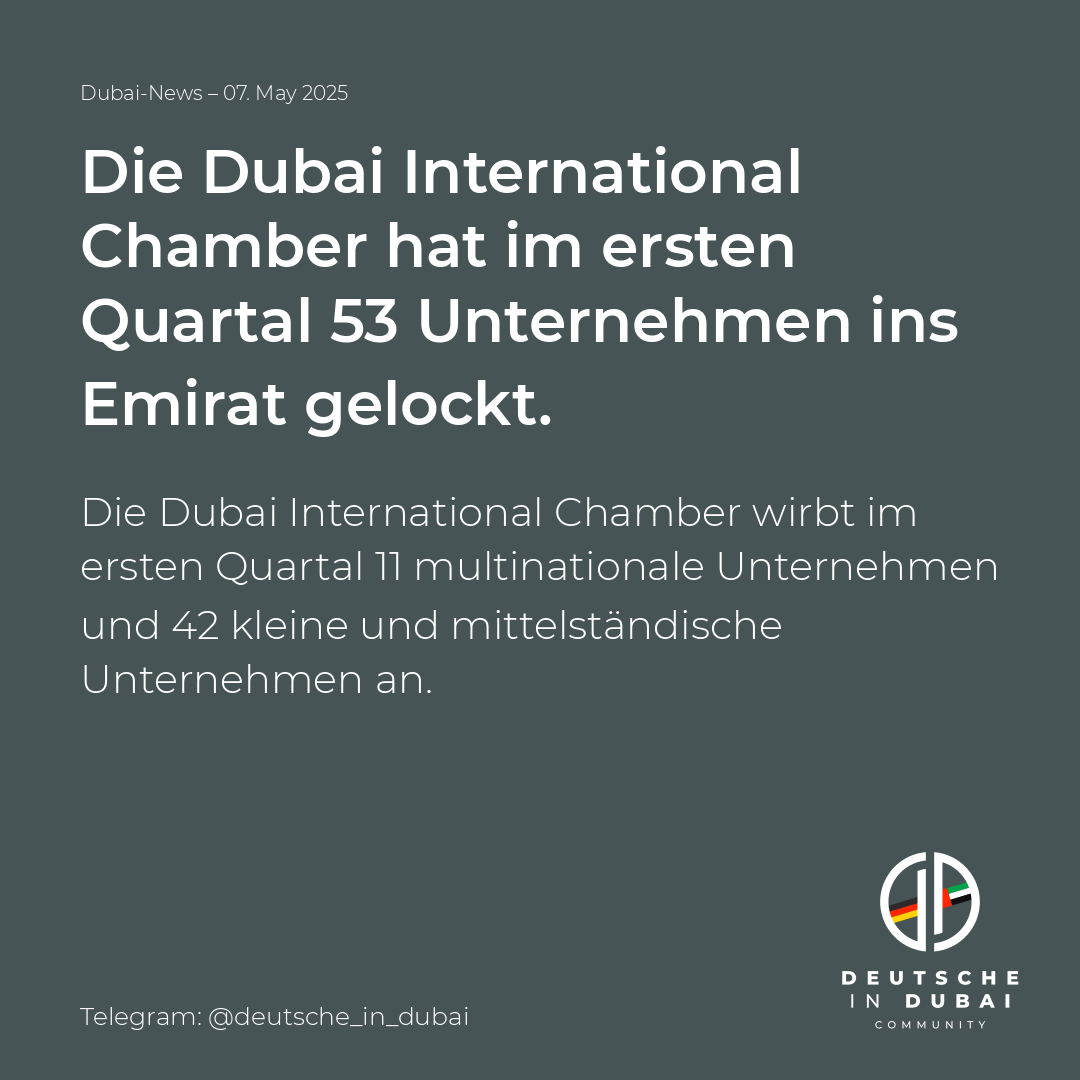 Dubai-News – 07. May 2025
Die Dubai International
Chamber hat im ersten
Quartal 53 Unternehmen ins
Emirat gelockt.
Die Dubai International Chamber wirbt im
ersten Quartal 11 multinationale Unternehmen
und 42 kleine und mittelständische
Unternehmen an.
DEUTSCHE
IN DUBAI
COMMUNITY
Telegram: @deutsche_in_dubai